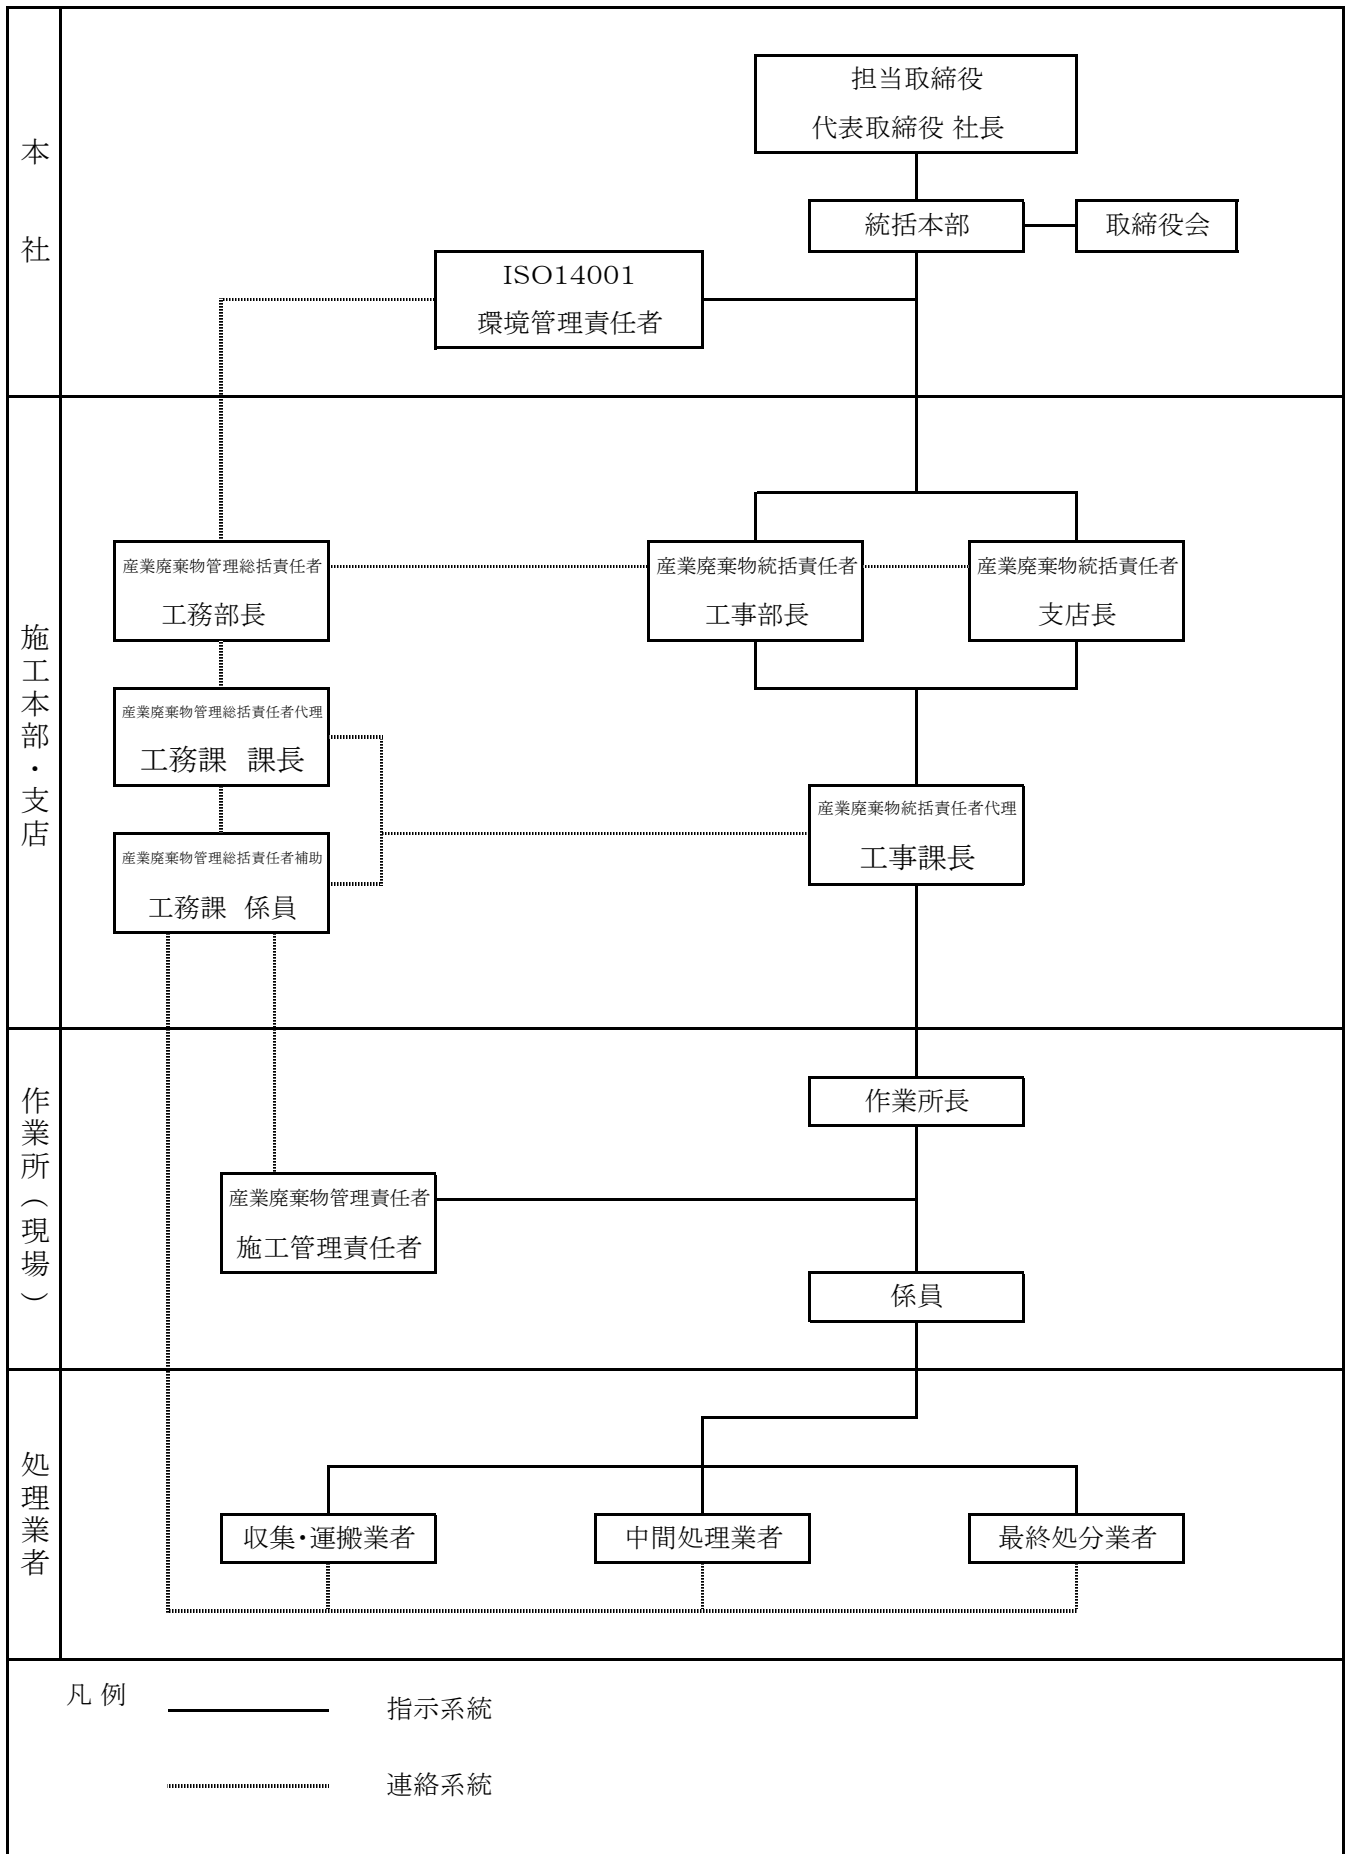 本社
担当取締役
代表取締役 社長
統括本部
取締役会
ISO14001
環境管理責任者
施工本部・支店
産業廃棄物管理総括責任者
工務部長
産業廃棄物統括責任者
工事部長
産業廃棄物統括責任者
支店長
産業廃棄物管理総括責任者代理
工務課 課長
産業廃棄物統括責任者代理
工事課長
産業廃棄物管理総括責任者補助
工務課 係員
作業所(現場)
作業所長
産業廃棄物管理責任者
施工管理責任者
係員
処理業者
収集・運搬業者
中間処理業者
最終処分業者
凡 例
指示系統
連絡系統